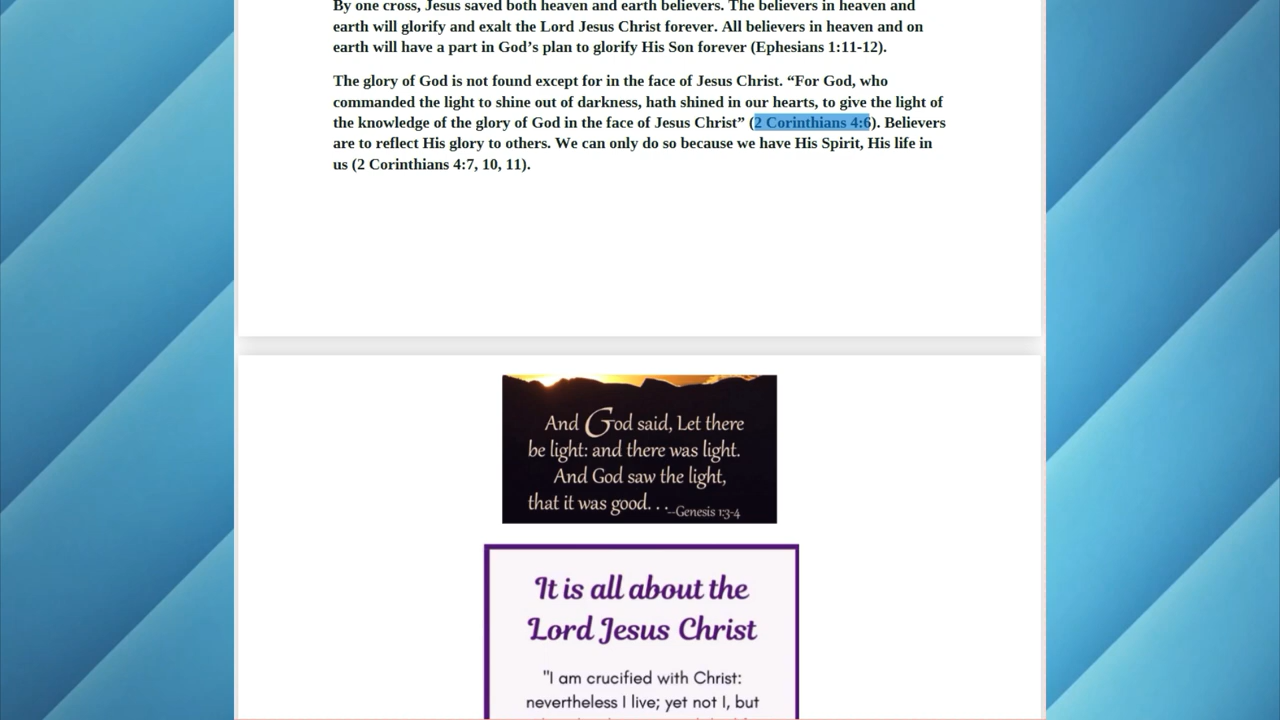 By one cross, Jesus saved both heaven and earth believers. The believers in heaven and
earth will glorify and exalt the Lord Jesus Christ forever. All believers in heaven and on
earth will have a part in God’s plan to glorify His Son forever (Ephesians 1:11-12).
The glory of God is not found except for in the face of Jesus Christ. “For God, who
commanded the light to shine out of darkness, hath shined in our hearts, to give the light of
the knowledge of the glory of God in the face of Jesus Christ” (2 Corinthians 4:6). Believers
are to reflect His glory to others. We can only do so because we have His Spirit, His life in
us (2 Corinthians 4:7, 10, 11).
And God said, Let there
be light: and there was light.
And God saw the light,
that it was good. . . --Genesis 1:3-4
It is all about the
Lord Jesus Christ
"I am crucified with Christ:
nevertheless I live; yet not I, but